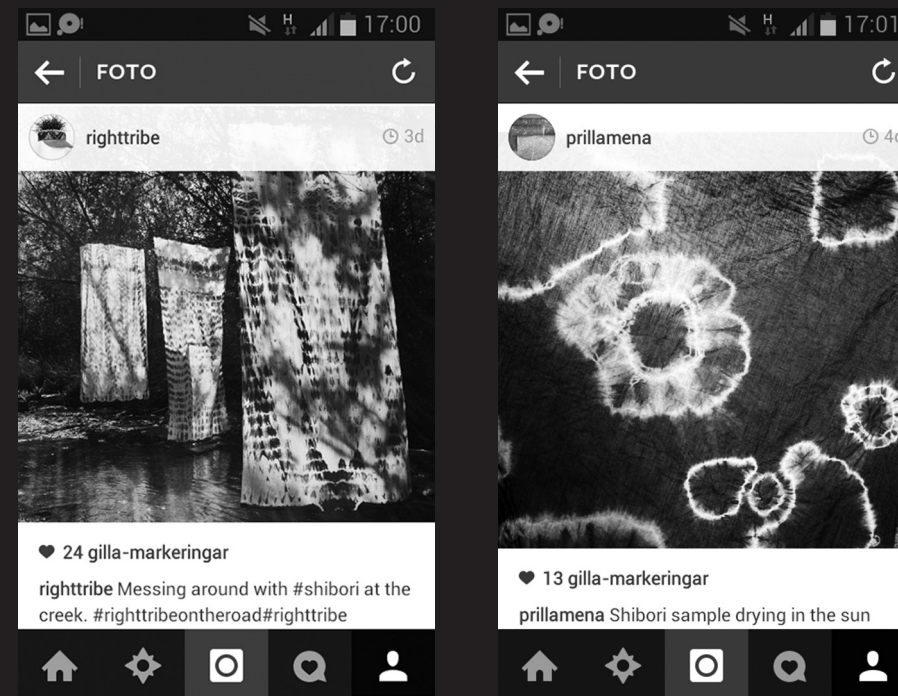 H 17:00
FOTO
righttribe 3d
24 gilla-markeringar
righttribe Messing around with #shibori at the
creek. #righttribeontheroad#righttribe
H 17:01
FOTO
prillamena 4d
13 gilla-markeringar
prillamena Shibori sample drying in the sun